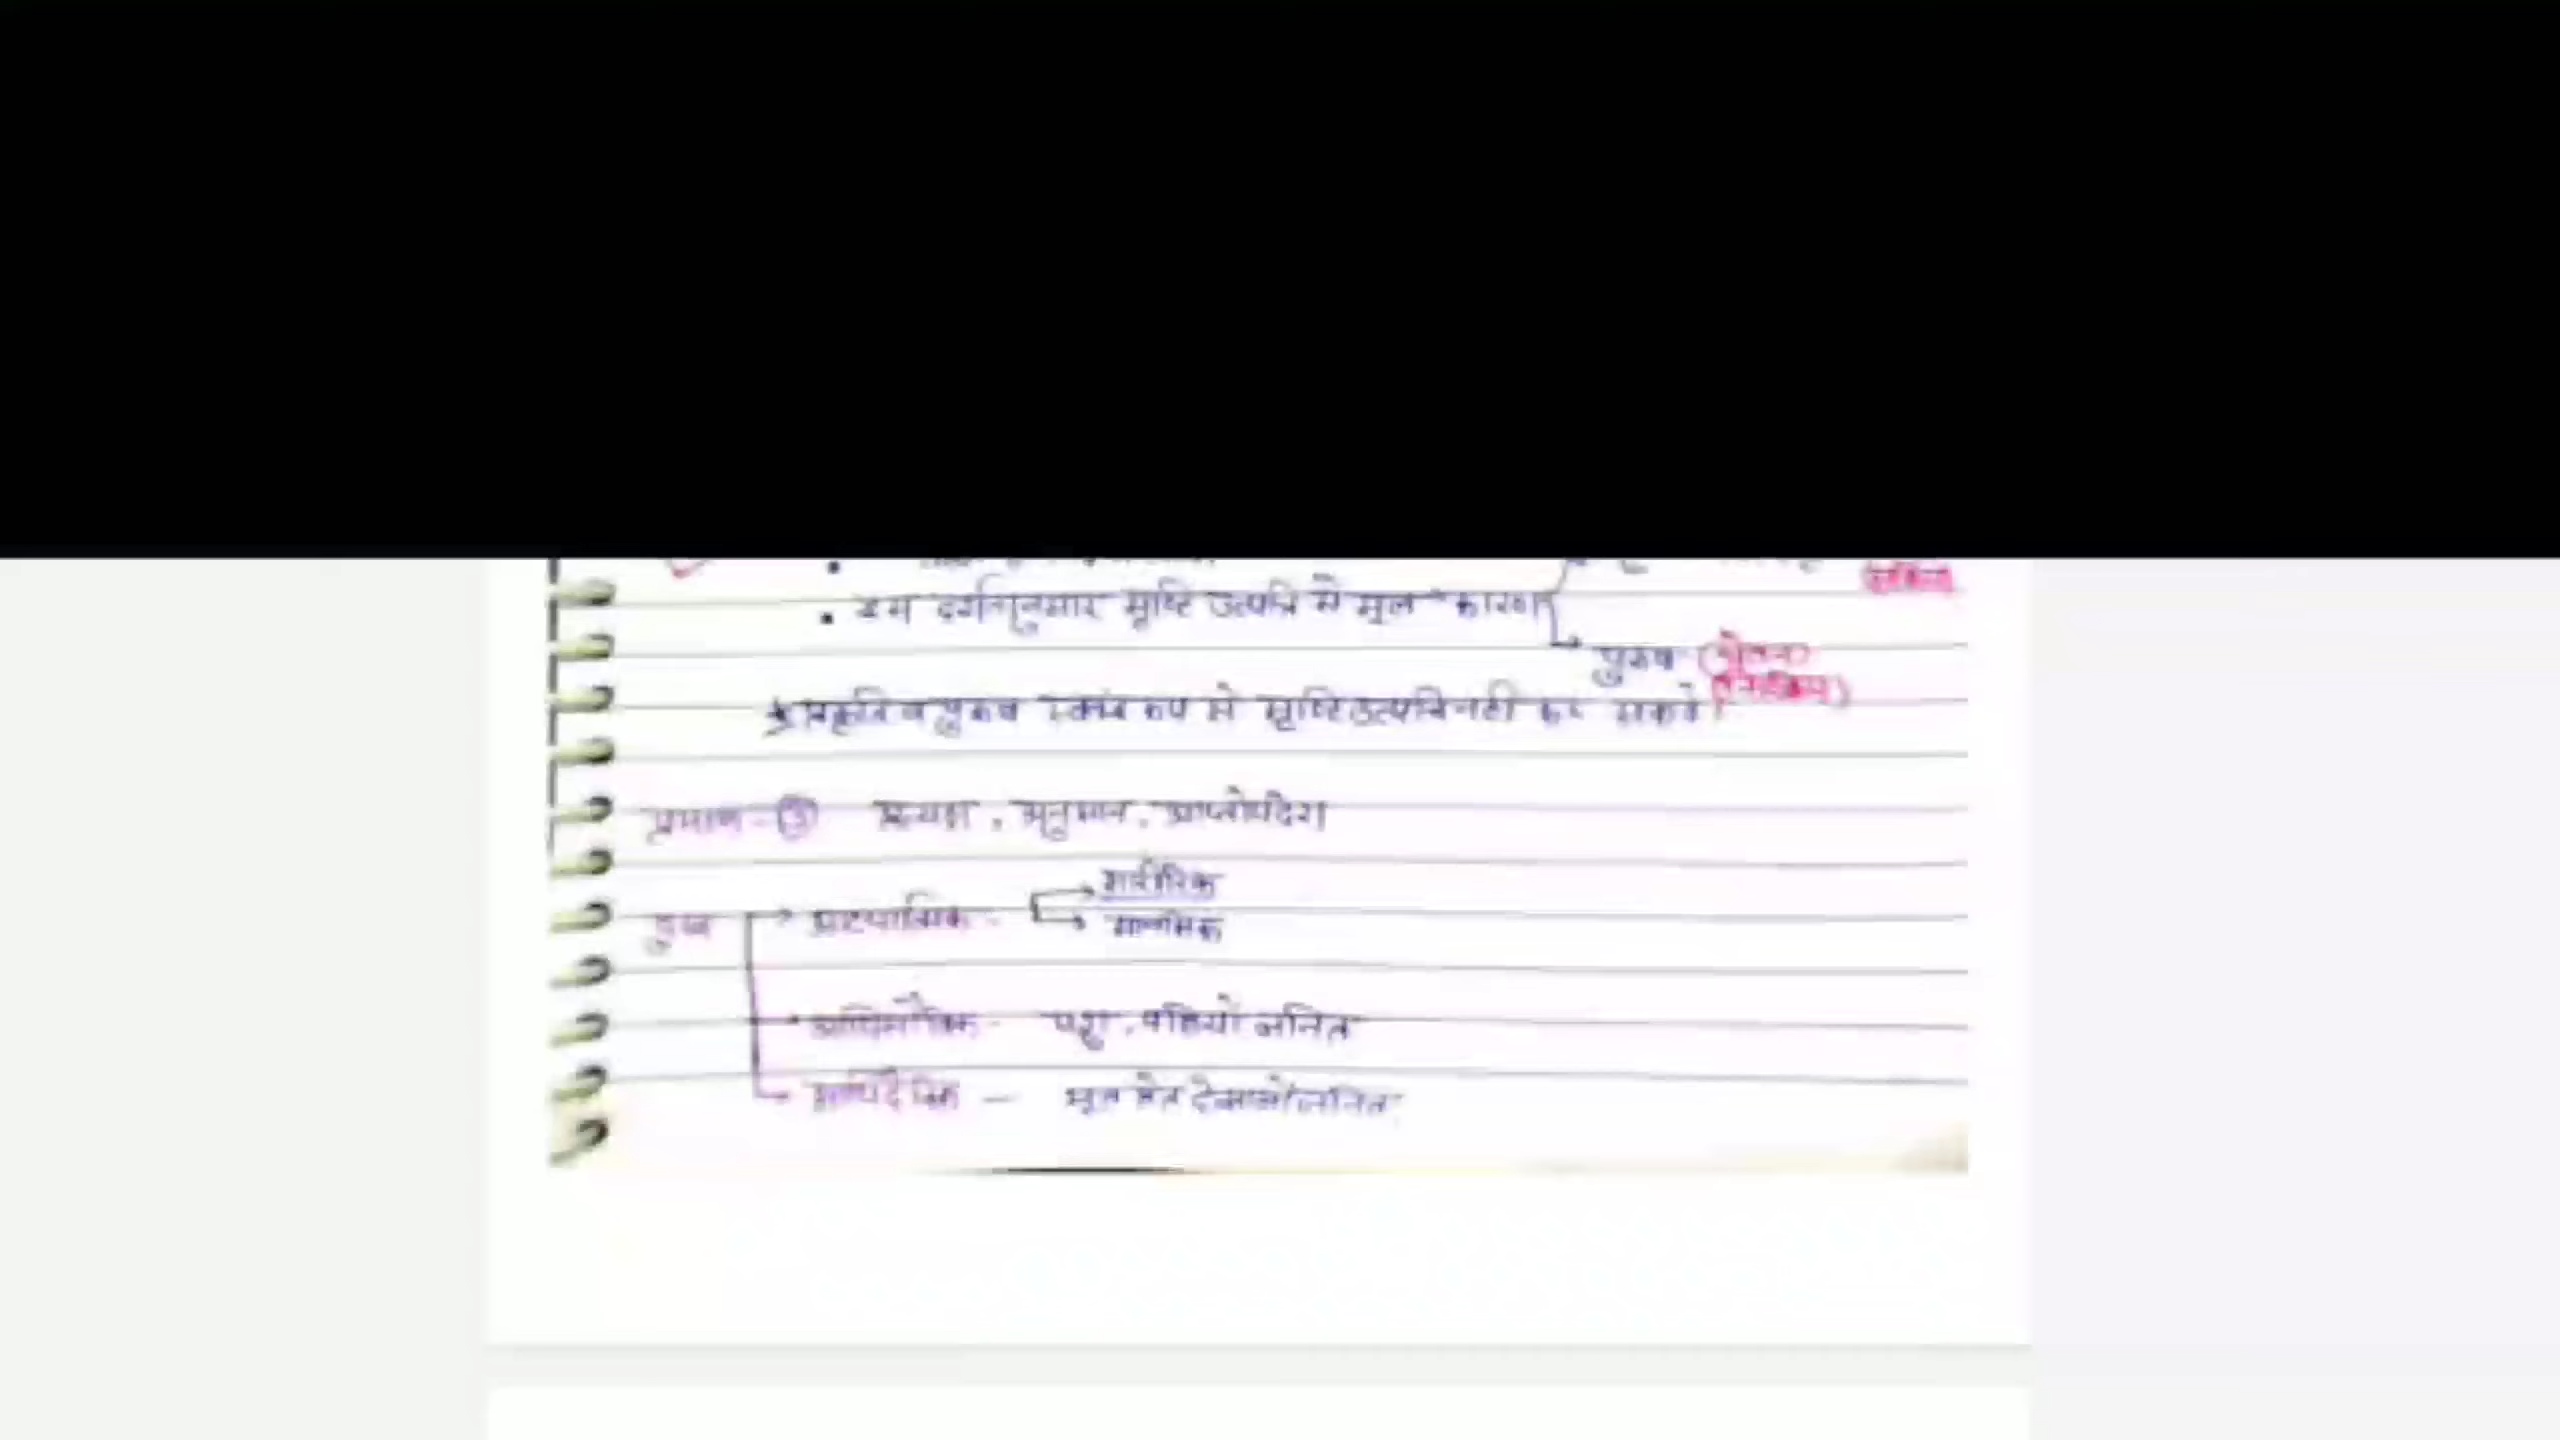 इस दर्शनानुसार सृष्टि उत्पत्ति में मूल कारण
पुरुष (चेतन
निष्क्रिय)
* प्रकृति व पुरुष स्वतंत्र रूप से सृष्टि उत्पत्ति नहीं कर सकते।
प्रमाण - ③ प्रत्यक्ष, अनुमान, आप्तोपदेश
शारीरिक
दुःख → आध्यात्मिक -
मानसिक
आधिभौतिक - पशु, पक्षियों जनित
आधिदैविक - भूत प्रेत देवताओं जनित